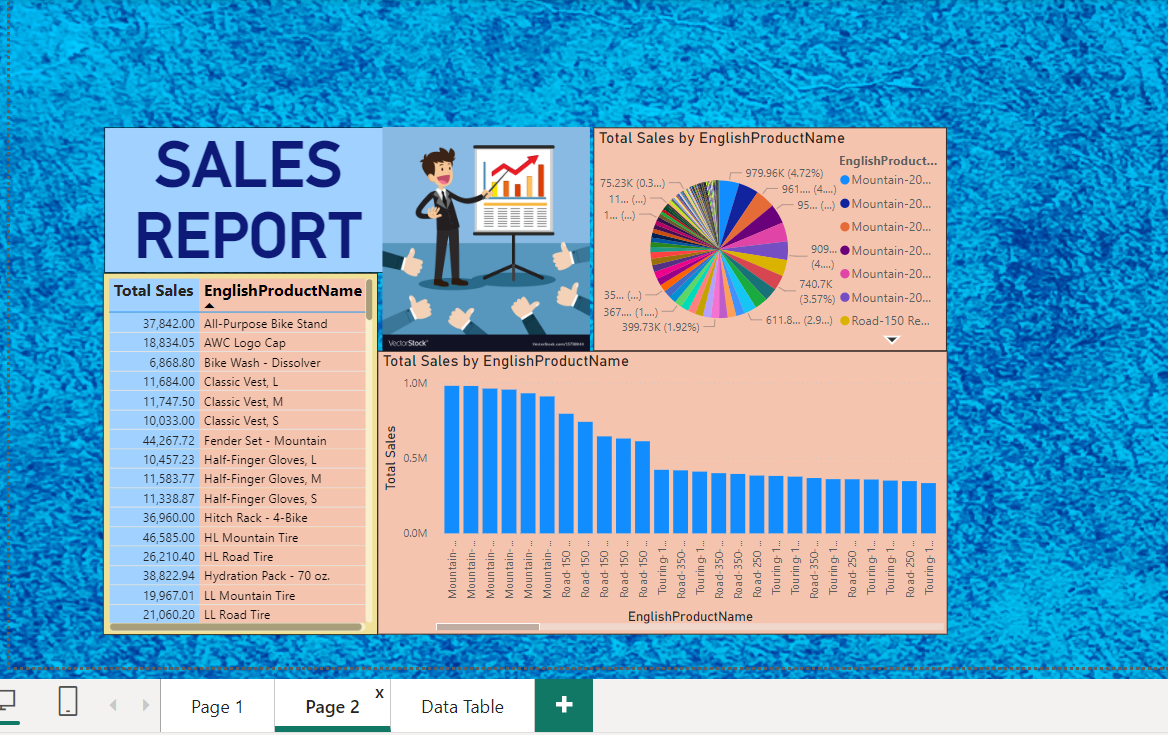 SALES
REPORT
VectorStock®
VectorStock.com/15708444
Total Sales by EnglishProductName
979.96K (4.72%)
961.... (4....)
95... (...)
909...
(4....)
740.7K
(3.57%)
611.8... (2.9...)
399.73K (1.92%)
367.... (1....)
35... (...)
1... (...)
11... (...)
75.23K (0.3...)
EnglishProduct...
Mountain-20...
Mountain-20...
Mountain-20...
Mountain-20...
Mountain-20...
Mountain-20...
Road-150 Re...
Total Sales EnglishProductName
37,842.00 All-Purpose Bike Stand
18,834.05 AWC Logo Cap
6,868.80 Bike Wash - Dissolver
11,684.00 Classic Vest, L
11,747.50 Classic Vest, M
10,033.00 Classic Vest, S
44,267.72 Fender Set - Mountain
10,457.23 Half-Finger Gloves, L
11,583.77 Half-Finger Gloves, M
11,338.87 Half-Finger Gloves, S
36,960.00 Hitch Rack - 4-Bike
46,585.00 HL Mountain Tire
26,210.40 HL Road Tire
38,822.94 Hydration Pack - 70 oz.
19,967.01 LL Mountain Tire
21,060.20 LL Road Tire
Total Sales by EnglishProductName
Total Sales
1.0M
0.5M
0.0M
Mountain-...
Mountain-...
Mountain-...
Mountain-...
Mountain-...
Mountain-...
Road-150 ...
Road-150 ...
Road-150 ...
Road-150 ...
Road-150 ...
Touring-1...
Road-350-...
Touring-1...
Road-350-...
Road-350-...
Road-250 ...
Touring-1...
Touring-1...
Road-350-...
Touring-1...
Road-250 ...
Touring-1...
Touring-1...
Road-250 ...
Touring-1...
EnglishProductName
Page 1
Page 2
x
Data Table
+